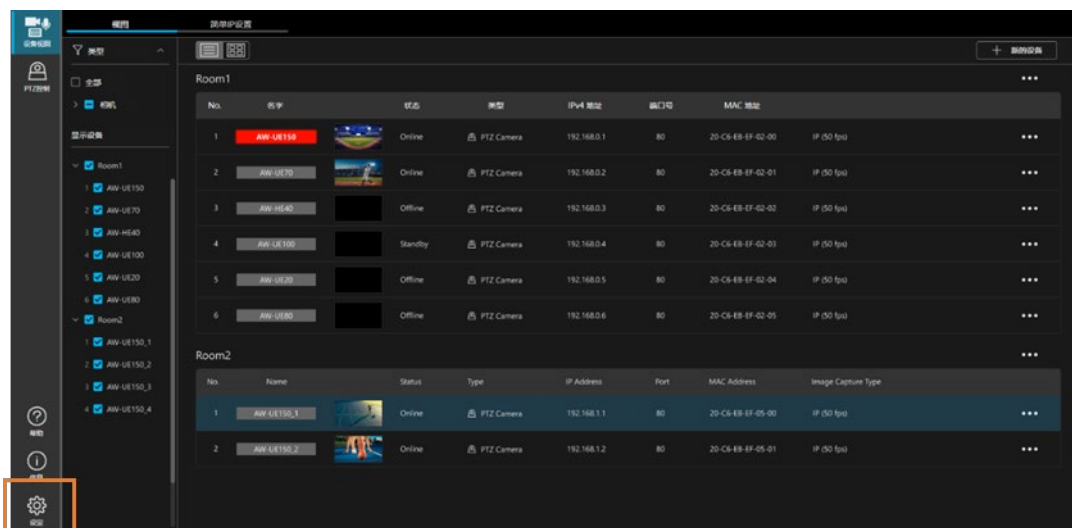 视图
简单IP设置
设备视图
类型
全部
相机
显示设备
Room1
1 AW-UE150
2 AW-UE70
3 AW-HE40
4 AW-UE100
5 AW-UE20
6 AW-UE80
Room2
1 AW-UE150_1
2 AW-UE150_2
3 AW-UE150_3
4 AW-UE150_4
PTZ控制
帮助
信息
设定
新的设备
Room1
No. 名字 状态 类型 IPv4 地址 端口号 MAC 地址
1 AW-UE150 Online PTZ Camera 192.168.0.1 80 20-C6-EB-EF-02-00 IP (50 fps)
2 AW-UE70 Online PTZ Camera 192.168.0.2 80 20-C6-EB-EF-02-01 IP (50 fps)
3 AW-HE40 Offline PTZ Camera 192.168.0.3 80 20-C6-EB-EF-02-02 IP (50 fps)
4 AW-UE100 Standby PTZ Camera 192.168.0.4 80 20-C6-EB-EF-02-03 IP (50 fps)
5 AW-UE20 Offline PTZ Camera 192.168.0.5 80 20-C6-EB-EF-02-04 IP (50 fps)
6 AW-UE80 Offline PTZ Camera 192.168.0.6 80 20-C6-EB-EF-02-05 IP (50 fps)
Room2
No. Name Status Type IP Address Port MAC Address Image Capture Type
1 AW-UE150_1 Online PTZ Camera 192.168.1.1 80 20-C6-EB-EF-05-00 IP (50 fps)
2 AW-UE150_2 Online PTZ Camera 192.168.1.2 80 20-C6-EB-EF-05-01 IP (50 fps)